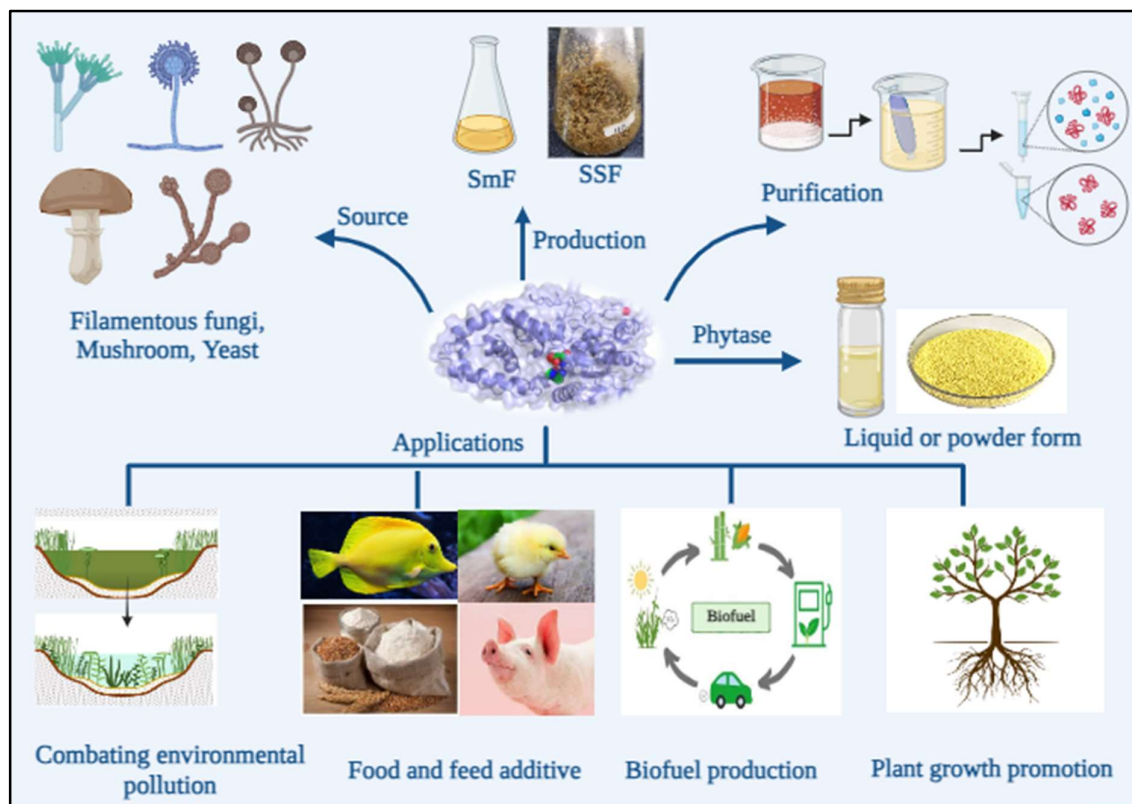 SmF
SSF
Purification
Source
Production
Filamentous fungi,
Mushroom, Yeast
Phytase
Liquid or powder form
Applications
Biofuel
Combating environmental
pollution
Food and feed additive
Biofuel production
Plant growth promotion